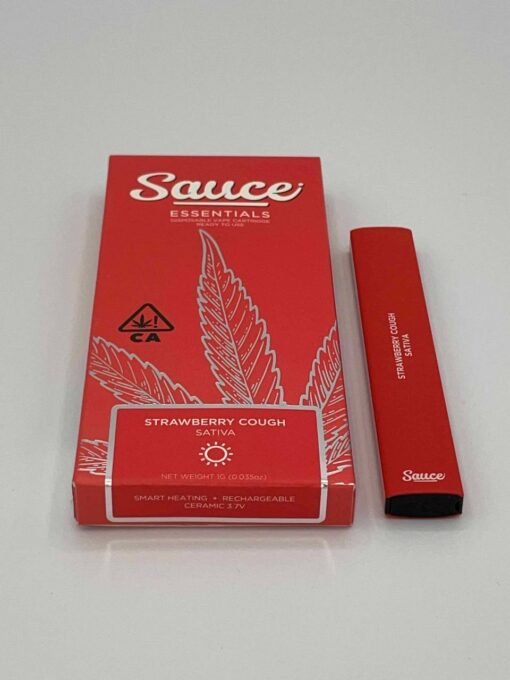 Sauce
ESSENTIALS
DISPOSABLE VAPE CARTRIDGE
READY TO USE
!
CA
STRAWBERRY COUGH
SATIVA
NET WEIGHT 1G (0.035oz)
SMART HEATING • RECHARGEABLE
CERAMIC 3.7V
STRAWBERRY COUGH
SATIVA
Sauce